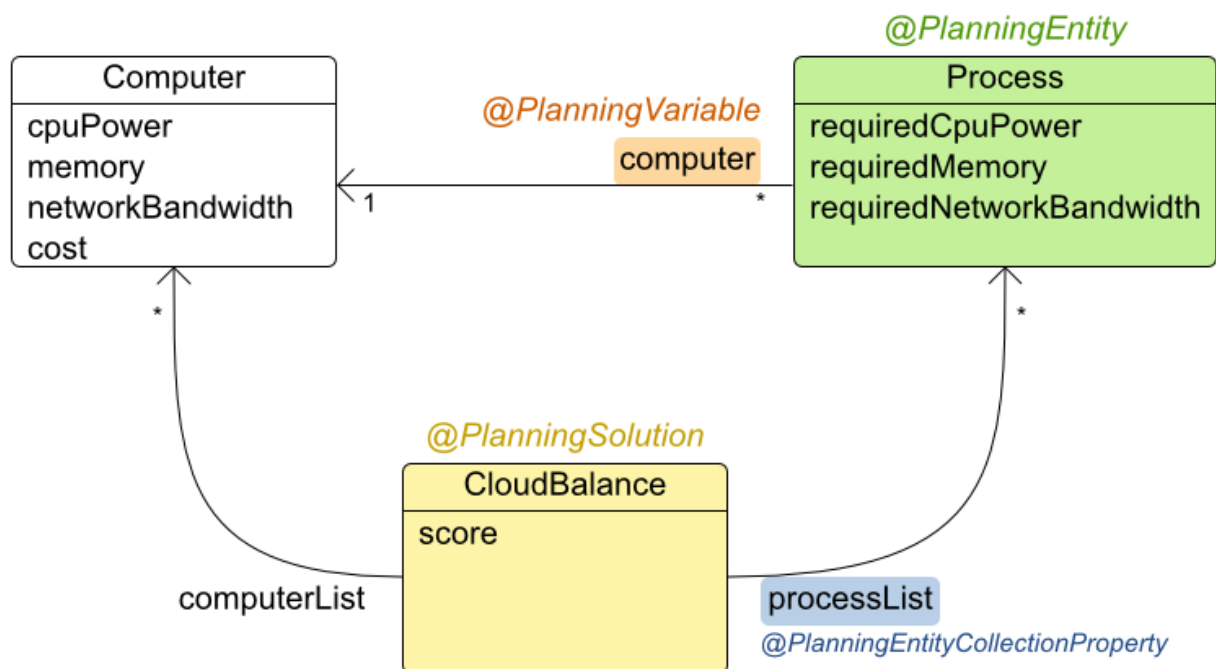 @PlanningEntity
Computer
Process
cpuPower
memory
networkBandwidth
cost
@PlanningVariable
computer
1
*
requiredCpuPower
requiredMemory
requiredNetworkBandwidth
*
*
@PlanningSolution
CloudBalance
score
computerList
processList
@PlanningEntityCollectionProperty